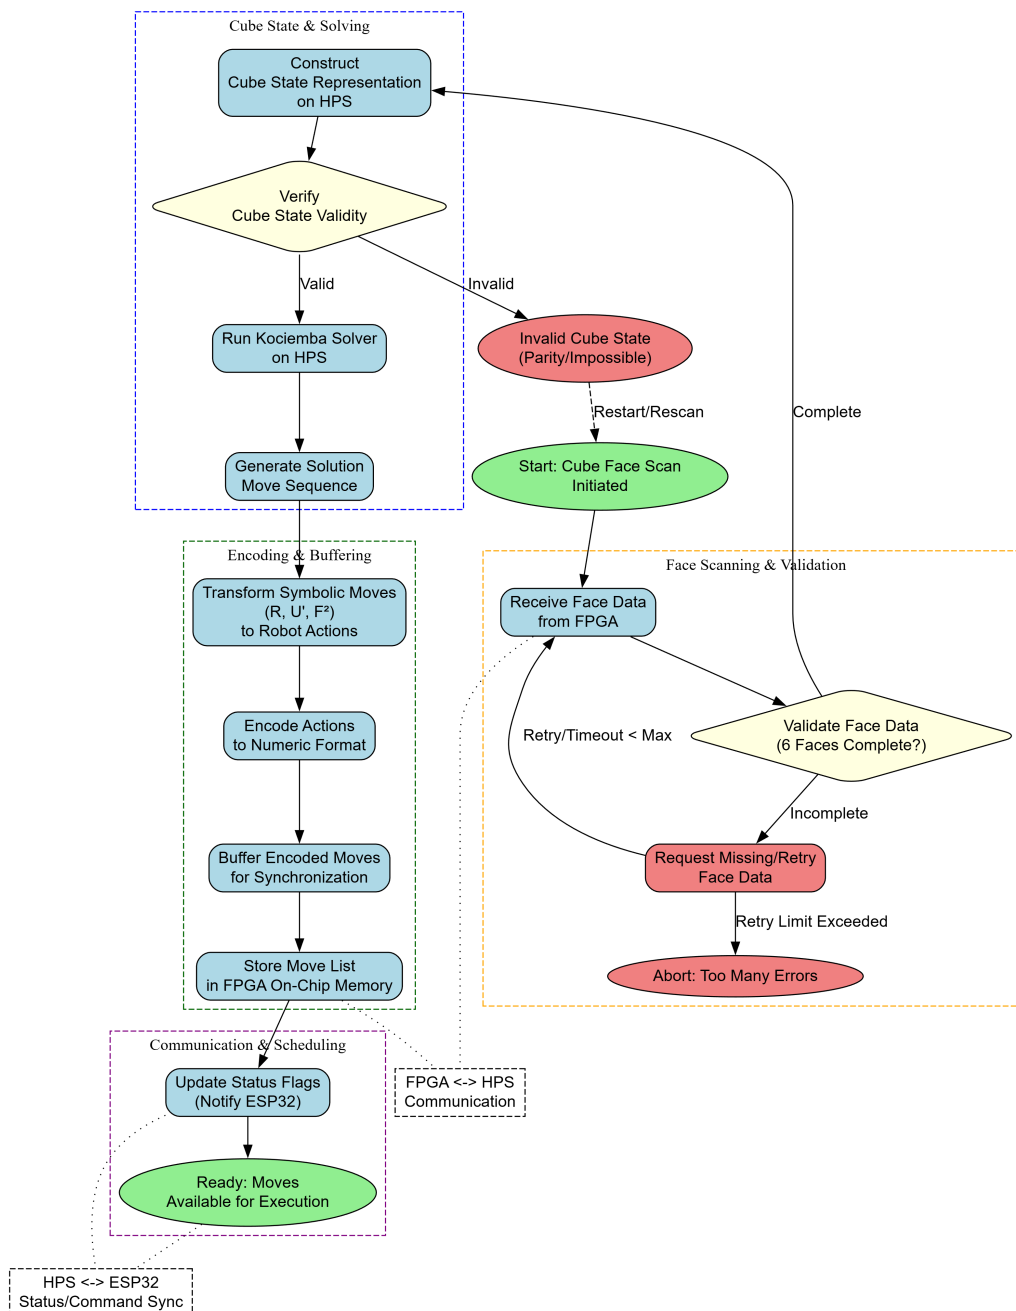 Cube State & Solving
Construct
Cube State Representation
on HPS
Verify
Cube State Validity
Valid
Invalid
Run Kociemba Solver
on HPS
Invalid Cube State
(Parity/Impossible)
Restart/Rescan
Complete
Generate Solution
Move Sequence
Start: Cube Face Scan
Initiated
Encoding & Buffering
Face Scanning & Validation
Transform Symbolic Moves
(R, U', F²)
to Robot Actions
Receive Face Data
from FPGA
Encode Actions
to Numeric Format
Retry/Timeout < Max
Validate Face Data
(6 Faces Complete?)
Incomplete
Buffer Encoded Moves
for Synchronization
Request Missing/Retry
Face Data
Retry Limit Exceeded
Store Move List
in FPGA On-Chip Memory
Abort: Too Many Errors
Communication & Scheduling
Update Status Flags
(Notify ESP32)
FPGA <-> HPS
Communication
Ready: Moves
Available for Execution
HPS <-> ESP32
Status/Command Sync